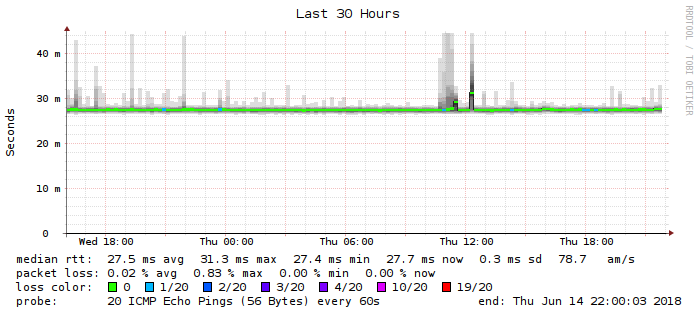 Last 30 Hours
RRDTOOL / TOBI OETIKER
Seconds
40 m
30 m
20 m
10 m
0
Wed 18:00 Thu 00:00 Thu 06:00 Thu 12:00 Thu 18:00
median rtt: 27.5 ms avg 31.3 ms max 27.4 ms min 27.7 ms now 0.3 ms sd 78.7 am/s
packet loss: 0.02 % avg 0.83 % max 0.00 % min 0.00 % now
loss color: 0 1/20 2/20 3/20 4/20 10/20 19/20
probe: 20 ICMP Echo Pings (56 Bytes) every 60s end: Thu Jun 14 22:00:03 2018